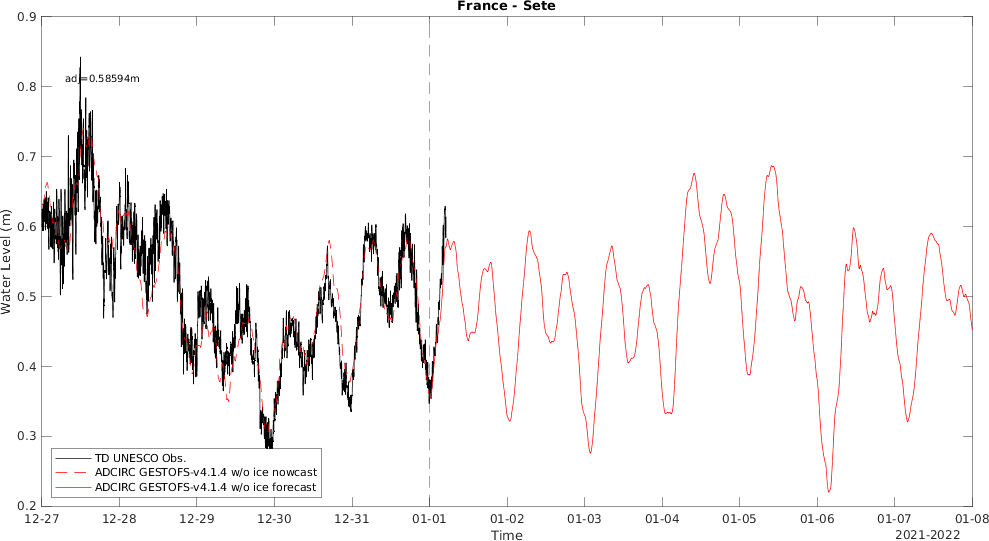 France - Sete
0.9
0.8
0.7
0.6
0.5
0.4
0.3
0.2
Water Level (m)
adj=0.58594m
TD UNESCO Obs.
ADCIRC GESTOFS-v4.1.4 w/o ice nowcast
ADCIRC GESTOFS-v4.1.4 w/o ice forecast
12-27 12-28 12-29 12-30 12-31 01-01 01-02 01-03 01-04 01-05 01-06 01-07 01-08
Time
2021-2022